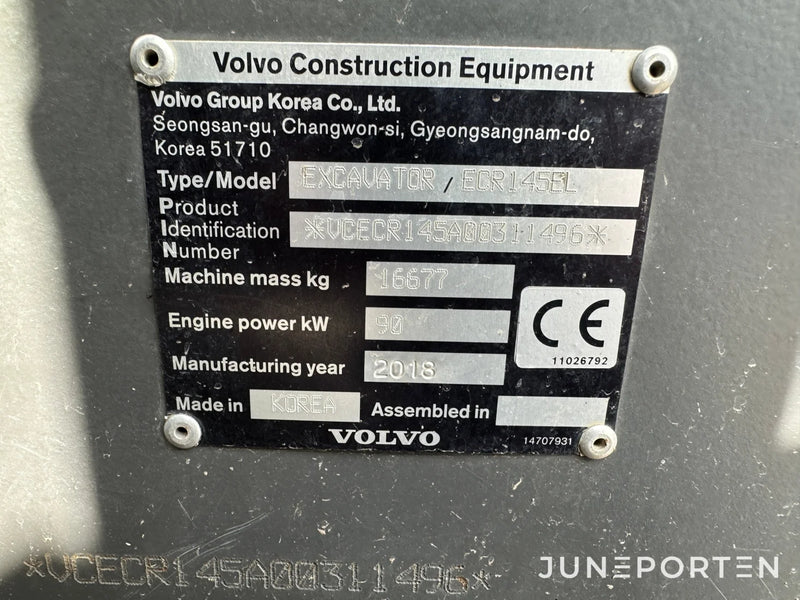 Volvo Construction Equipment
Volvo Group Korea Co., Ltd.
Seongsan-gu, Changwon-si, Gyeongsangnam-do,
Korea 51710
Type/Model EXCAVATOR / ECR145EL
Product
Identification *VCECR145A00311496*
Number
Machine mass kg 16677
Engine power kW 90
CE
11026792
Manufacturing year 2018
Made in KOREA Assembled in
VOLVO 14707931
*VCECR145A00311496*
JUNEPORTEN